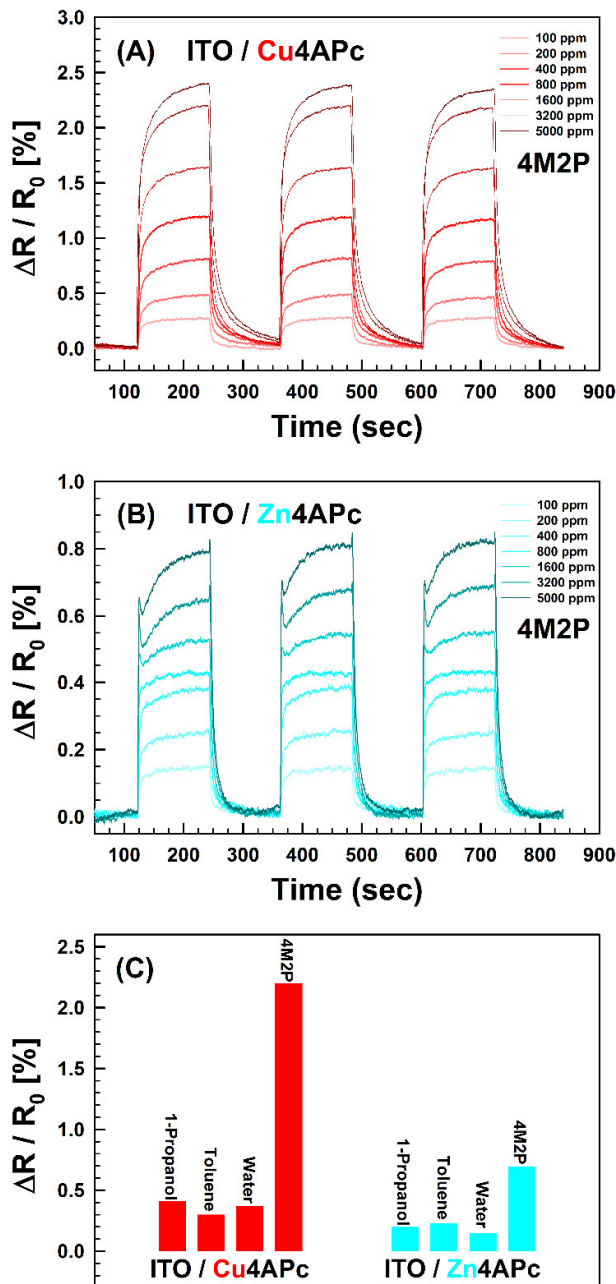 (A) ITO / Cu4APc
100 ppm
200 ppm
400 ppm
800 ppm
1600 ppm
3200 ppm
5000 ppm
4M2P
3.0
2.5
2.0
1.5
1.0
0.5
0.0
ΔR / R0 [%]
100 200 300 400 500 600 700 800 900
Time (sec)
(B) ITO / Zn4APc
100 ppm
200 ppm
400 ppm
800 ppm
1600 ppm
3200 ppm
5000 ppm
4M2P
1.0
0.8
0.6
0.4
0.2
0.0
ΔR / R0 [%]
100 200 300 400 500 600 700 800 900
Time (sec)
(C)
2.5
2.0
1.5
1.0
0.5
0.0
ΔR / R0 [%]
1-Propanol
Toluene
Water
4M2P
1-Propanol
Toluene
Water
4M2P
ITO / Cu4APc ITO / Zn4APc